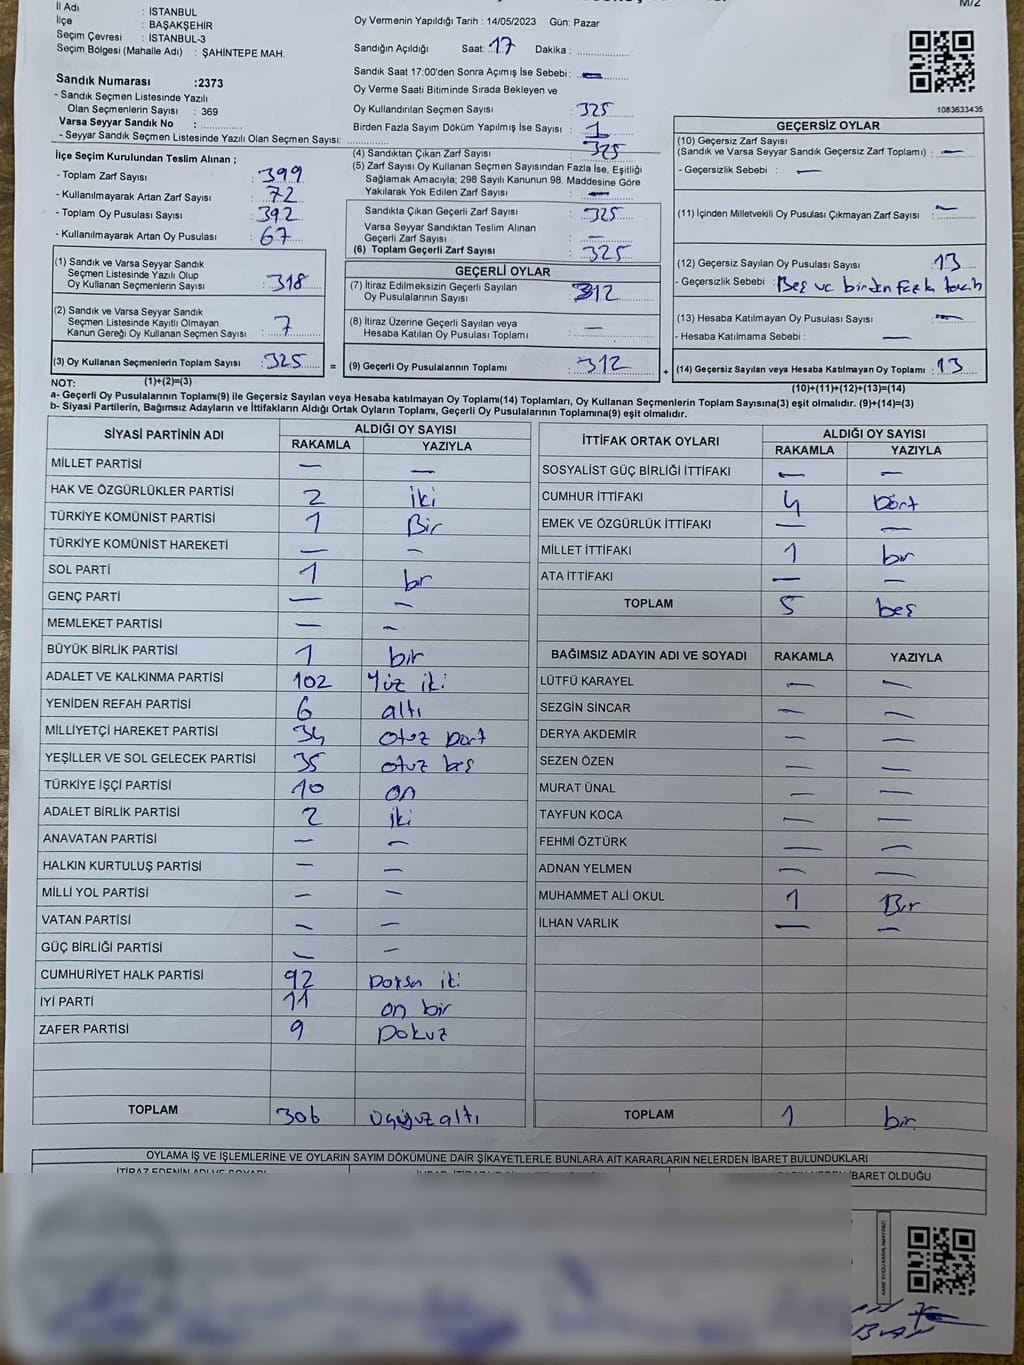 M/2
İl Adı : İSTANBUL
İlçe : BAŞAKŞEHİR
Seçim Çevresi : İSTANBUL-3
Seçim Bölgesi (Mahalle Adı) : ŞAHİNTEPE MAH.
Sandık Numarası :2373
- Sandık Seçmen Listesinde Yazılı
Olan Seçmenlerin Sayısı : 369
Varsa Seyyar Sandık No :
- Seyyar Sandık Seçmen Listesinde Yazılı Olan Seçmen Sayısı:
İlçe Seçim Kurulundan Teslim Alınan ;
- Toplam Zarf Sayısı : 399
- Kullanılmayarak Artan Zarf Sayısı : 72
- Toplam Oy Pusulası Sayısı : 392
- Kullanılmayarak Artan Oy Pusulası : 67
(1) Sandık ve Varsa Seyyar Sandık
Seçmen Listesinde Yazılı Olup
Oy Kullanan Seçmenlerin Sayısı : 318
(2) Sandık ve Varsa Seyyar Sandık
Seçmen Listesinde Kayıtlı Olmayan
Kanun Gereği Oy Kullanan Seçmen Sayısı : 7
(3) Oy Kullanan Seçmenlerin Toplam Sayısı : 325
Oy Vermenin Yapıldığı Tarih : 14/05/2023 Gün: Pazar
Sandığın Açıldığı Saat: 17 Dakika :
Sandık Saat 17:00'den Sonra Açımış İse Sebebi : —
Oy Verme Saati Bitiminde Sırada Bekleyen ve
Oy Kullandırılan Seçmen Sayısı : 325
Birden Fazla Sayım Döküm Yapılmış İse Sayısı : 1
(4) Sandıktan Çıkan Zarf Sayısı : 325
(5) Zarf Sayısı Oy Kullanan Seçmen Sayısından Fazla İse, Eşitliği
Sağlamak Amacıyla; 298 Sayılı Kanunun 98. Maddesine Göre
Yakılarak Yok Edilen Zarf Sayısı : —
Sandıkta Çıkan Geçerli Zarf Sayısı : 325
Varsa Seyyar Sandıktan Teslim Alınan
Geçerli Zarf Sayısı : —
(6) Toplam Geçerli Zarf Sayısı : 325
GEÇERLİ OYLAR
(7) İtiraz Edilmeksizin Geçerli Sayılan
Oy Pusulalarının Sayısı : 312
(8) İtiraz Üzerine Geçerli Sayılan veya
Hesaba Katılan Oy Pusulası Toplamı : —
= (9) Geçerli Oy Pusulalarının Toplamı : 312
1083633435
GEÇERSİZ OYLAR
(10) Geçersiz Zarf Sayısı
(Sandık ve Varsa Seyyar Sandık Geçersiz Zarf Toplamı) : —
- Geçersizlik Sebebi : —
(11) İçinden Milletvekili Oy Pusulası Çıkmayan Zarf Sayısı : —
(12) Geçersiz Sayılan Oy Pusulası Sayısı 13
- Geçersizlik Sebebi : Beş ve birden fazla tercih
(13) Hesaba Katılmayan Oy Pusulası Sayısı : —
- Hesaba Katılmama Sebebi : —
+ (14) Geçersiz Sayılan veya Hesaba Katılmayan Oy Toplamı : 13
NOT: (1)+(2)=(3) (10)+(11)+(12)+(13)=(14)
a- Geçerli Oy Pusulalarının Toplamı(9) ile Geçersiz Sayılan veya Hesaba katılmayan Oy Toplamı(14) Toplamları, Oy Kullanan Seçmenlerin Toplam Sayısına(3) eşit olmalıdır. (9)+(14)=(3)
b- Siyasi Partilerin, Bağımsız Adayların ve İttifakların Aldığı Ortak Oyların Toplamı, Geçerli Oy Pusulalarının Toplamına(9) eşit olmalıdır.
SİYASİ PARTİNİN ADI ALDIĞI OY SAYISI
RAKAMLA YAZIYLA
MİLLET PARTİSİ — —
HAK VE ÖZGÜRLÜKLER PARTİSİ 2 iki
TÜRKİYE KOMÜNİST PARTİSİ 1 Bir
TÜRKİYE KOMÜNİST HAREKETİ — —
SOL PARTİ 1 bir
GENÇ PARTİ — —
MEMLEKET PARTİSİ — —
BÜYÜK BİRLİK PARTİSİ 1 bir
ADALET VE KALKINMA PARTİSİ 102 Yüz iki
YENİDEN REFAH PARTİSİ 6 altı
MİLLİYETÇİ HAREKET PARTİSİ 34 otuz Dört
YEŞİLLER VE SOL GELECEK PARTİSİ 35 otuz beş
TÜRKİYE İŞÇİ PARTİSİ 10 on
ADALET BİRLİK PARTİSİ 2 iki
ANAVATAN PARTİSİ — —
HALKIN KURTULUŞ PARTİSİ — —
MİLLİ YOL PARTİSİ — —
VATAN PARTİSİ — —
GÜÇ BİRLİĞİ PARTİSİ — —
CUMHURİYET HALK PARTİSİ 92 Doksan iki
İYİ PARTİ 11 on bir
ZAFER PARTİSİ 9 Dokuz
TOPLAM 306 üçyüz altı
İTTİFAK ORTAK OYLARI ALDIĞI OY SAYISI
RAKAMLA YAZIYLA
SOSYALİST GÜÇ BİRLİĞİ İTTİFAKI — —
CUMHUR İTTİFAKI 4 Dört
EMEK VE ÖZGÜRLÜK İTTİFAKI — —
MİLLET İTTİFAKI 1 bir
ATA İTTİFAKI — —
TOPLAM 5 beş
BAĞIMSIZ ADAYIN ADI VE SOYADI RAKAMLA YAZIYLA
LÜTFÜ KARAYEL — —
SEZGİN SİNCAR — —
DERYA AKDEMİR — —
SEZEN ÖZEN — —
MURAT ÜNAL — —
TAYFUN KOCA — —
FEHMİ ÖZTÜRK — —
ADNAN YELMEN — —
MUHAMMET ALİ OKUL 1 Bir
İLHAN VARLIK — —
TOPLAM 1 bir
OYLAMA İŞ VE İŞLEMLERİNE VE OYLARIN SAYIM DÖKÜMÜNE DAİR ŞİKAYETLERLE BUNLARA AİT KARARLARIN NELERDEN İBARET BULUNDUKLARI
İTİRAZ EDENİN ADI VE SOYADI
İBARET OLDUĞU